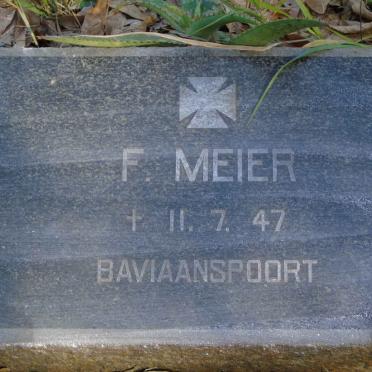 F. MEIER
† 11. 7. 47
BAVIAANSPOORT